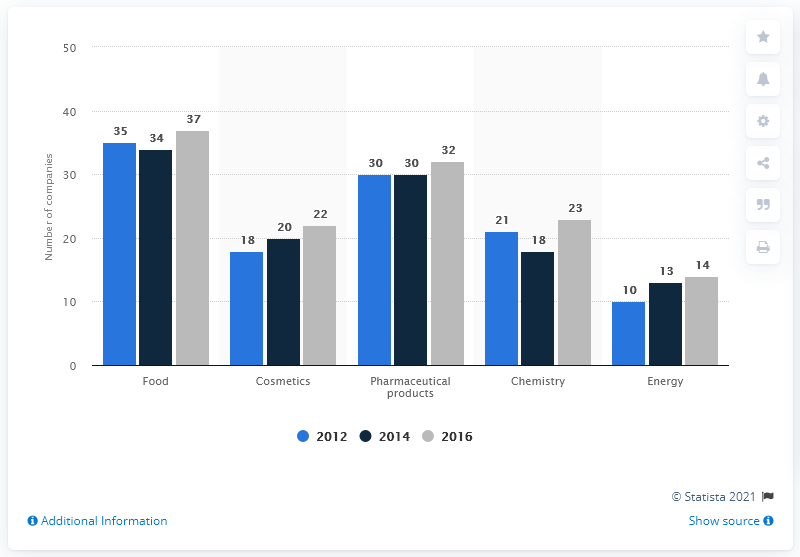 50
40
30
20
10
0
Number of companies
35
34
37
18
20
22
30
30
32
21
18
23
10
13
14
Food
Cosmetics
Pharmaceutical
products
Chemistry
Energy
2012 2014 2016
© Statista 2021
Additional Information
Show source